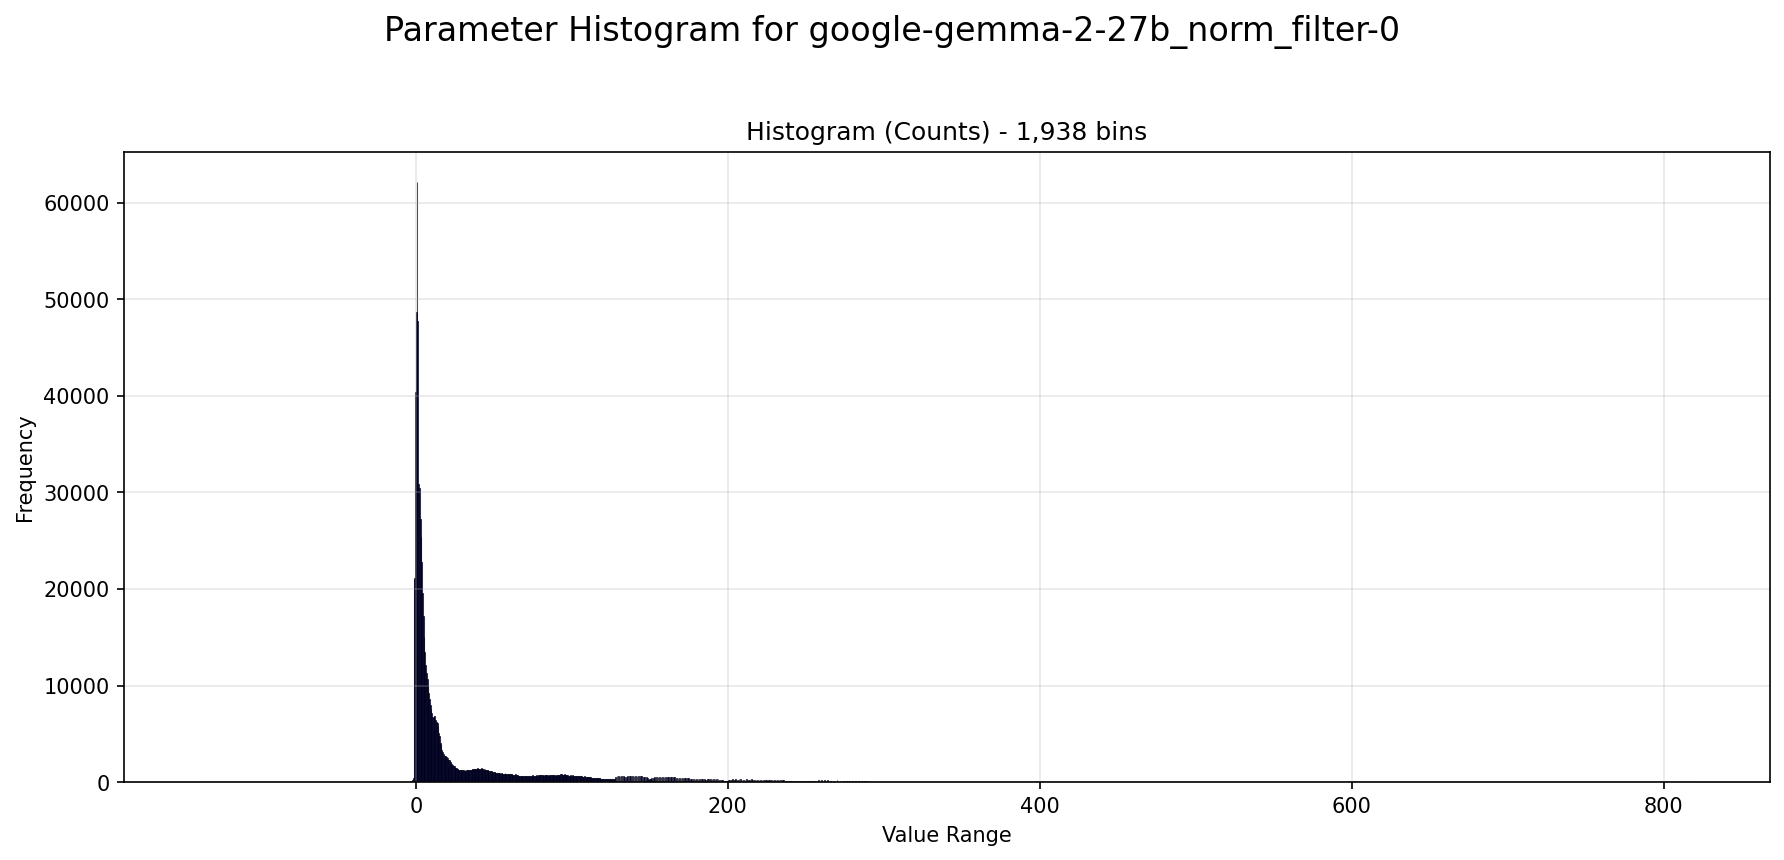 Parameter Histogram for google-gemma-2-27b_norm_filter-0
Histogram (Counts) - 1,938 bins
60000
50000
40000
30000
20000
10000
0
Frequency
0 200 400 600 800
Value Range